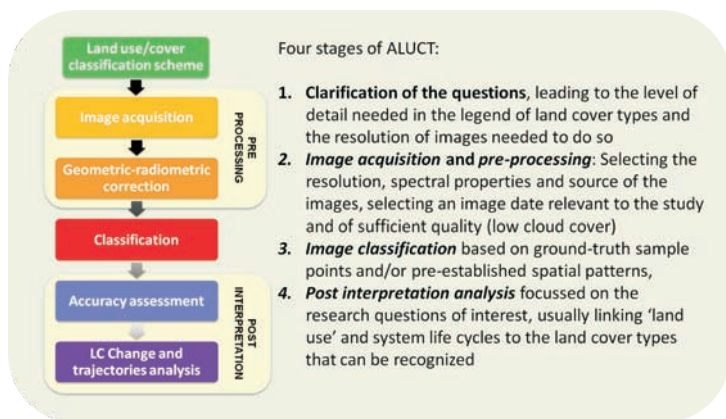 Land use/cover
classification scheme
Image acquisition
Geometric-radiometric
correction
PRE
PROCESSING
Classification
Accuracy assessment
LC Change and
trajectories analysis
POST
INTERPRETATION
Four stages of ALUCT:
1. Clarification of the questions, leading to the level of
detail needed in the legend of land cover types and
the resolution of images needed to do so
2. Image acquisition and pre-processing: Selecting the
resolution, spectral properties and source of the
images, selecting an image date relevant to the study
and of sufficient quality (low cloud cover)
3. Image classification based on ground-truth sample
points and/or pre-established spatial patterns,
4. Post interpretation analysis focussed on the
research questions of interest, usually linking ‘land
use’ and system life cycles to the land cover types
that can be recognized